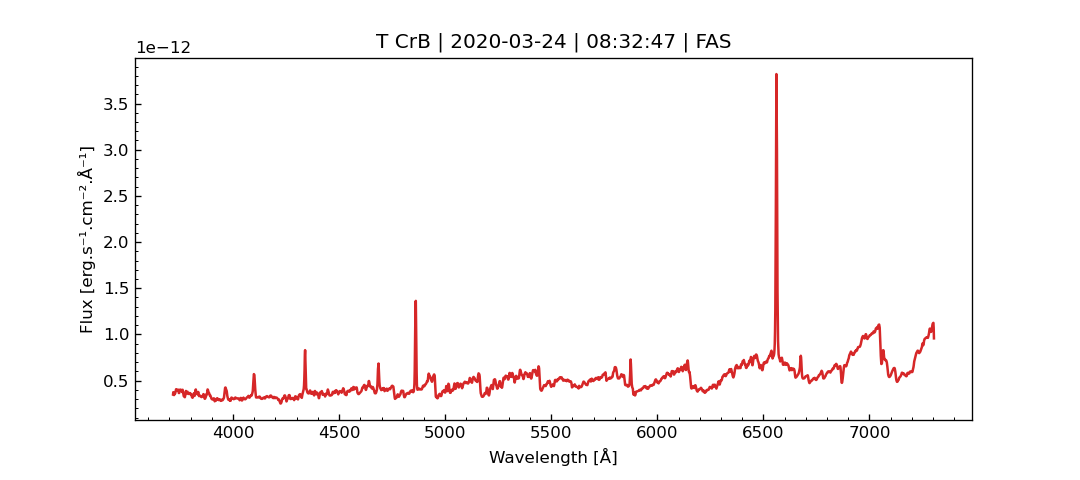 T CrB | 2020-03-24 | 08:32:47 | FAS
1e−12
3.5
3.0
2.5
2.0
1.5
1.0
0.5
Flux [erg.s⁻¹.cm⁻².Å⁻¹]
4000 4500 5000 5500 6000 6500 7000
Wavelength [Å]